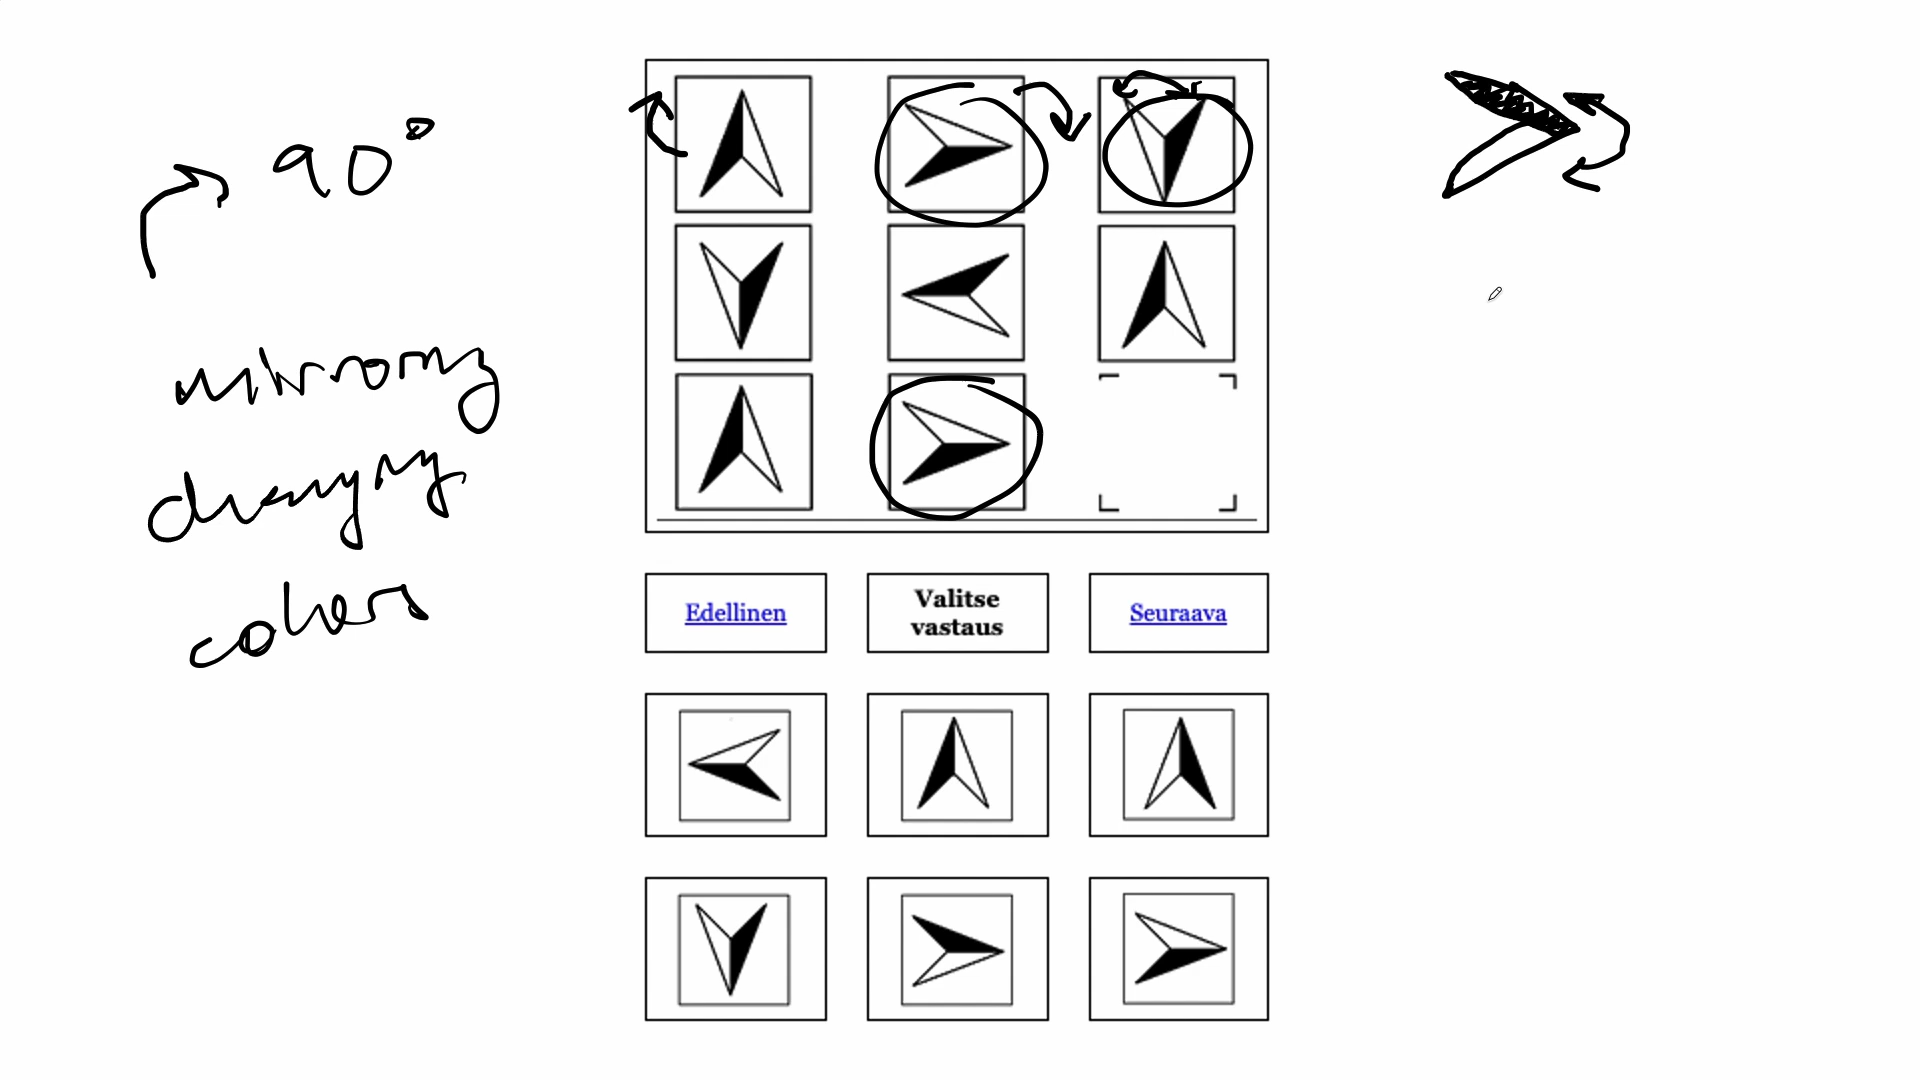 90°
mirroring
changing
colors
Edellinen
Valitse
vastaus
Seuraava